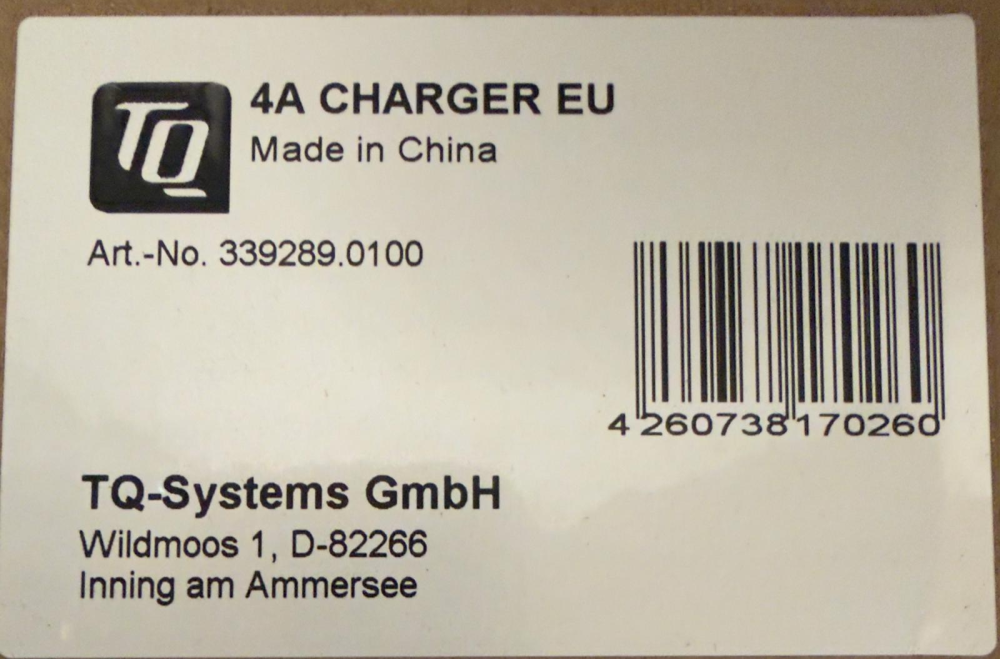 TQ
4A CHARGER EU
Made in China
Art.-No. 339289.0100
4 260738 170260
TQ-Systems GmbH
Wildmoos 1, D-82266
Inning am Ammersee